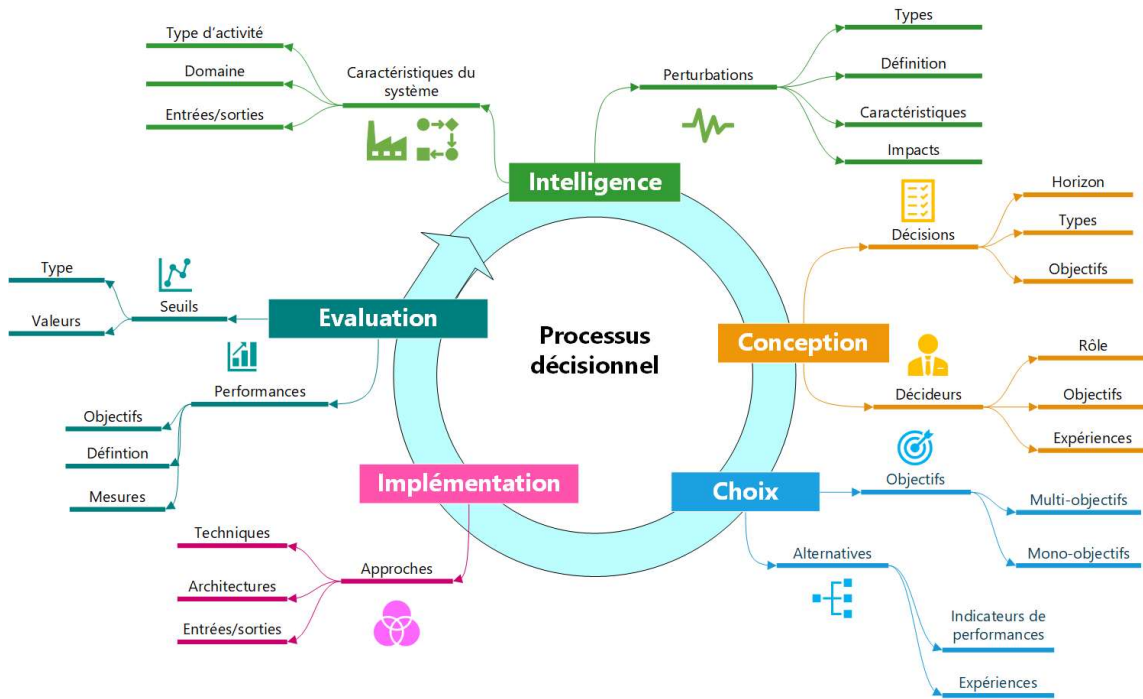 Type d'activité
Domaine
Entrées/sorties
Caractéristiques du
système
Perturbations
Types
Définition
Caractéristiques
Impacts
Intelligence
Décisions
Horizon
Types
Objectifs
Conception
Décideurs
Rôle
Objectifs
Expériences
Processus
décisionnel
Choix
Objectifs
Multi-objectifs
Mono-objectifs
Alternatives
Indicateurs de
performances
Expériences
Implémentation
Approches
Techniques
Architectures
Entrées/sorties
Evaluation
Seuils
Type
Valeurs
Performances
Objectifs
Défintion
Mesures